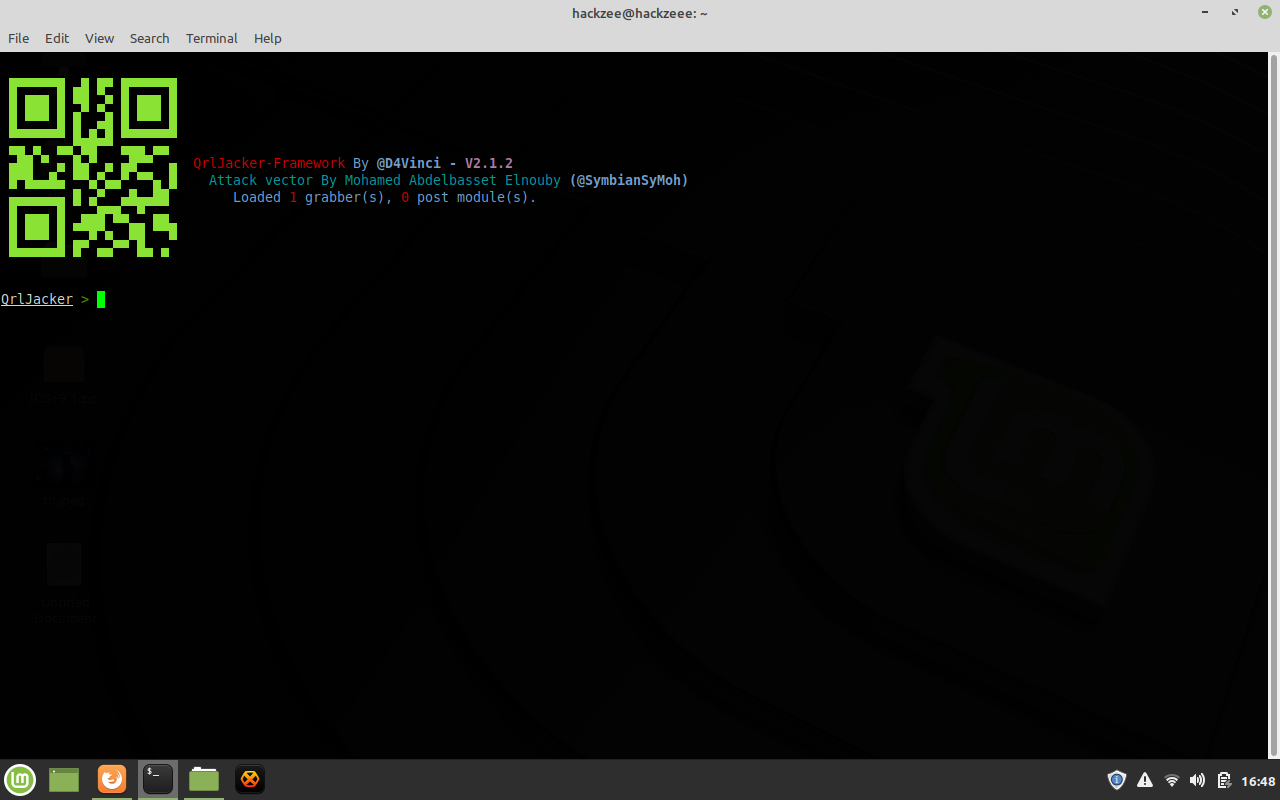 hackzee@hackzeee: ~
File Edit View Search Terminal Help
QrlJacker-Framework By @D4Vinci - V2.1.2
Attack vector By Mohamed Abdelbasset Elnouby (@SymbianSyMoh)
Loaded 1 grabber(s), 0 post module(s).
QrlJacker >
$_
16:48